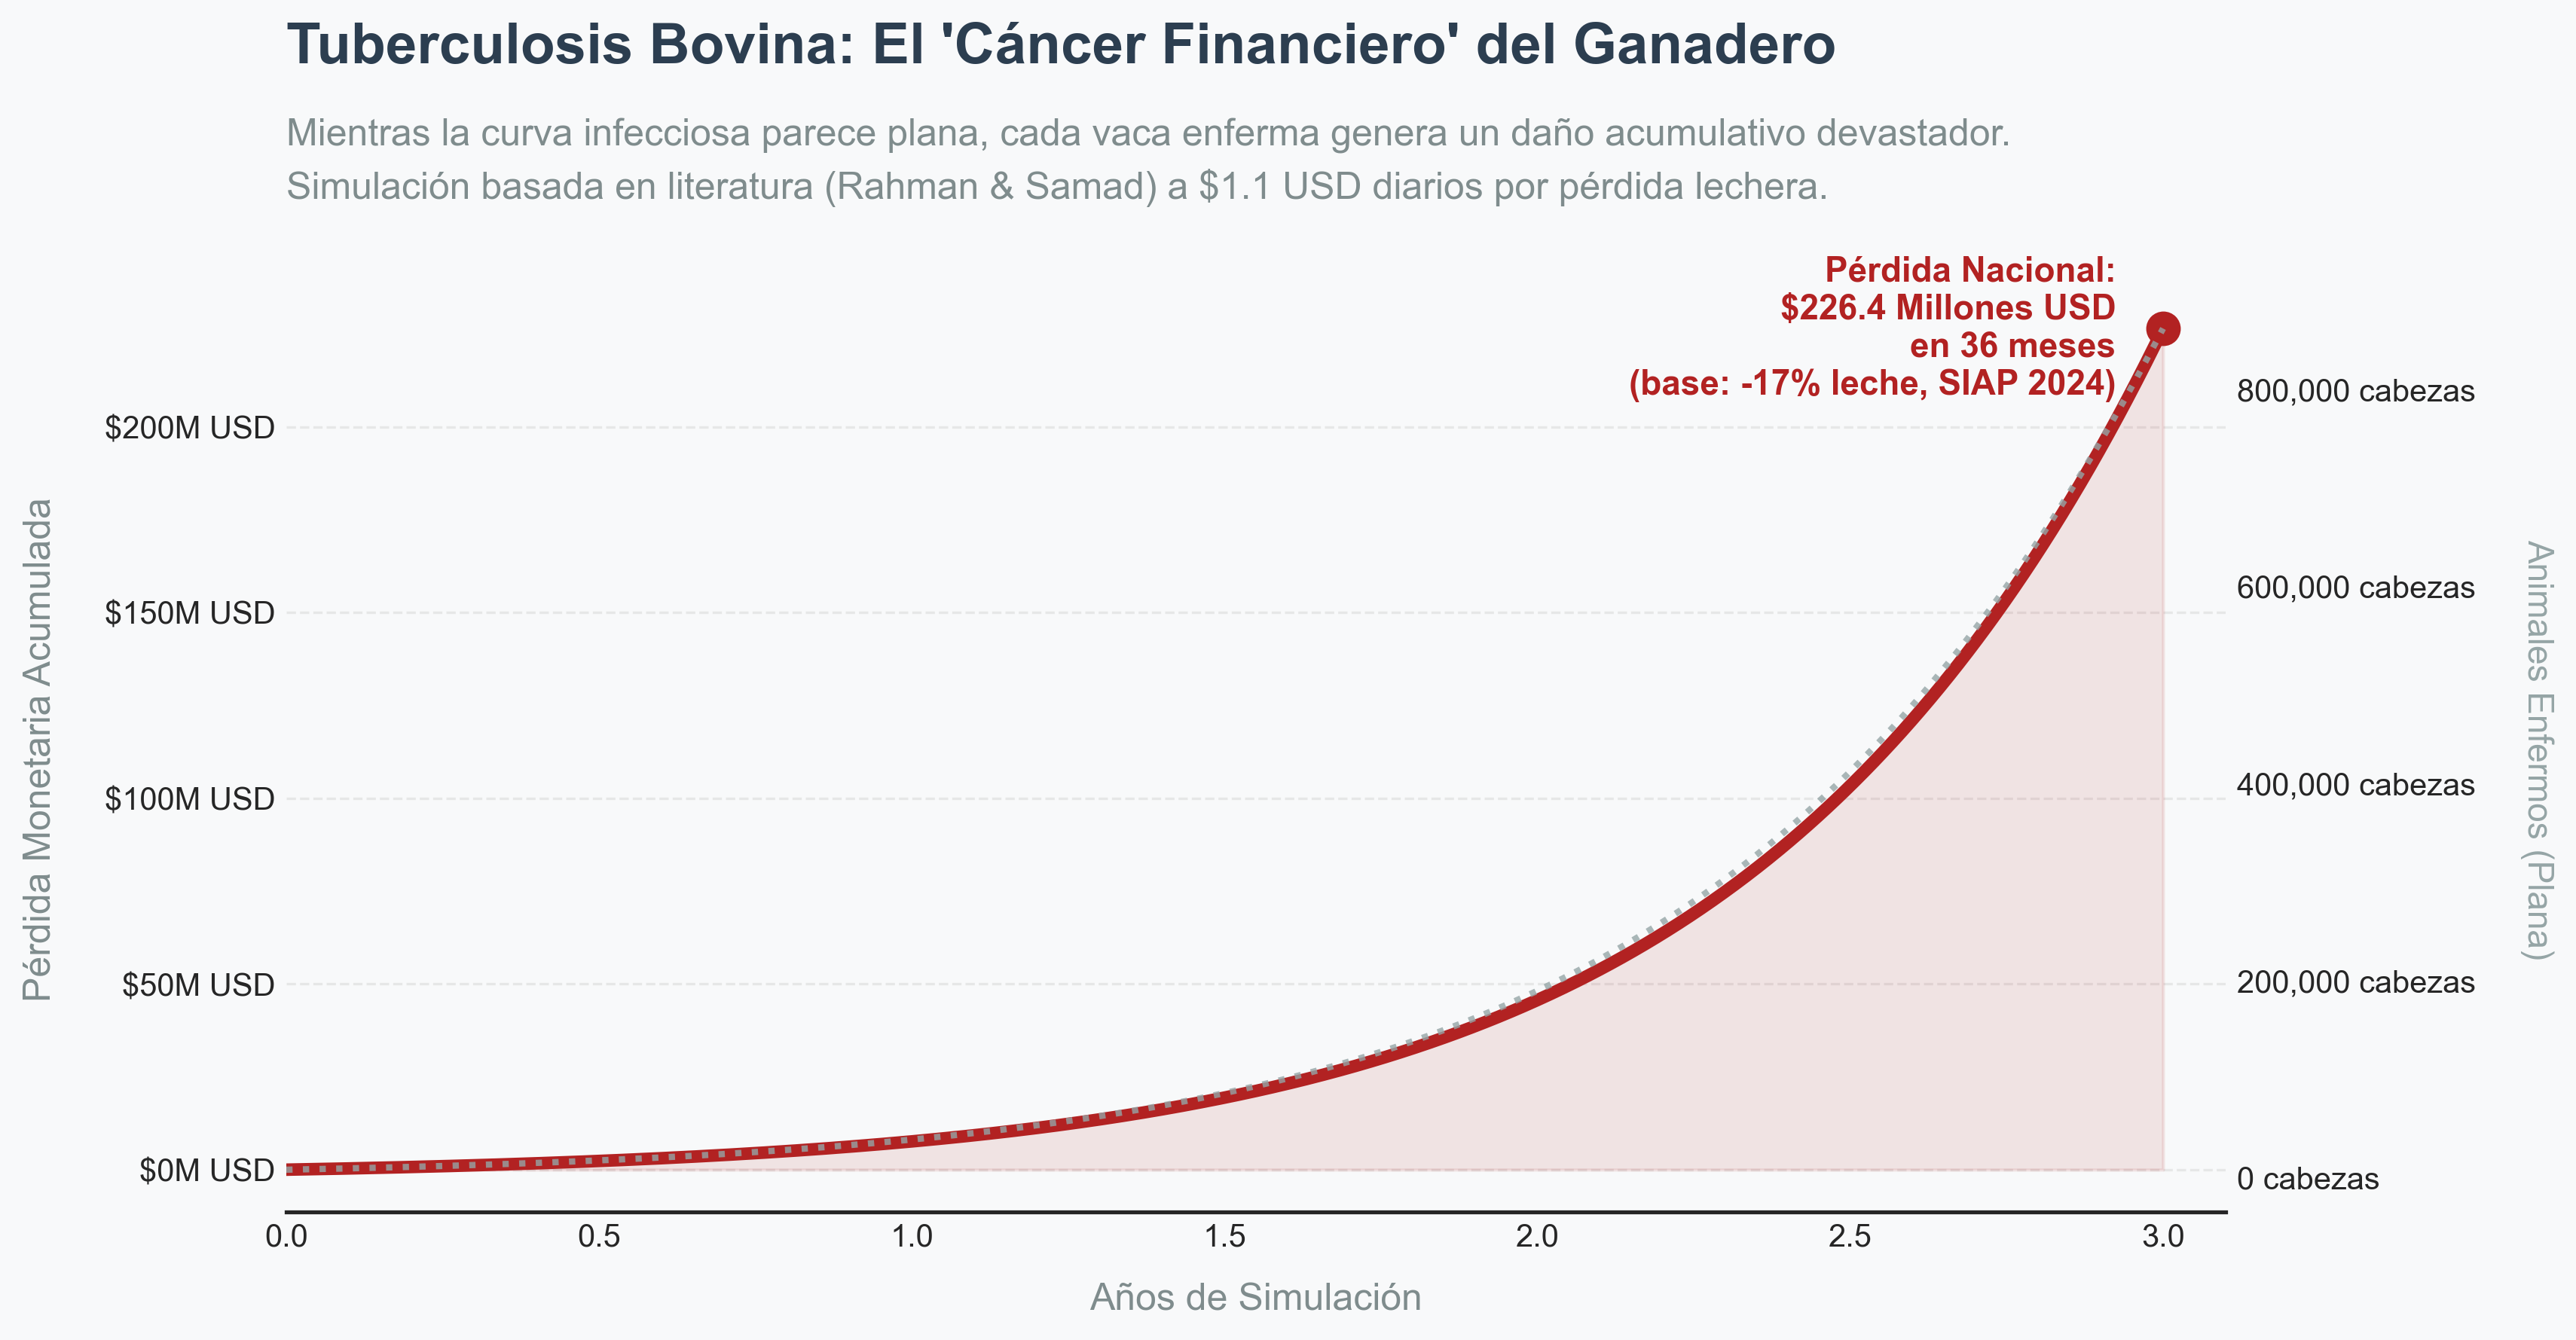 Tuberculosis Bovina: El 'Cáncer Financiero' del Ganadero
Mientras la curva infecciosa parece plana, cada vaca enferma genera un daño acumulativo devastador.
Simulación basada en literatura (Rahman & Samad) a $1.1 USD diarios por pérdida lechera.
Pérdida Nacional:
$226.4 Millones USD
en 36 meses
(base: -17% leche, SIAP 2024)
Pérdida Monetaria Acumulada
$200M USD
$150M USD
$100M USD
$50M USD
$0M USD
800,000 cabezas
600,000 cabezas
400,000 cabezas
200,000 cabezas
0 cabezas
Animales Enfermos (Plana)
0.0 0.5 1.0 1.5 2.0 2.5 3.0
Años de Simulación